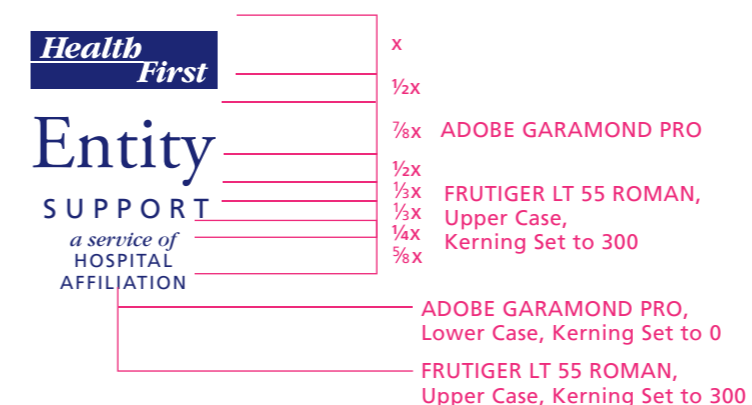 Health
First
Entity
SUPPORT
a service of
HOSPITAL
AFFILIATION
x
½x
⅞x ADOBE GARAMOND PRO
½x
⅓x FRUTIGER LT 55 ROMAN,
⅓x Upper Case,
¼x Kerning Set to 300
⅝x
ADOBE GARAMOND PRO,
Lower Case, Kerning Set to 0
FRUTIGER LT 55 ROMAN,
Upper Case, Kerning Set to 300